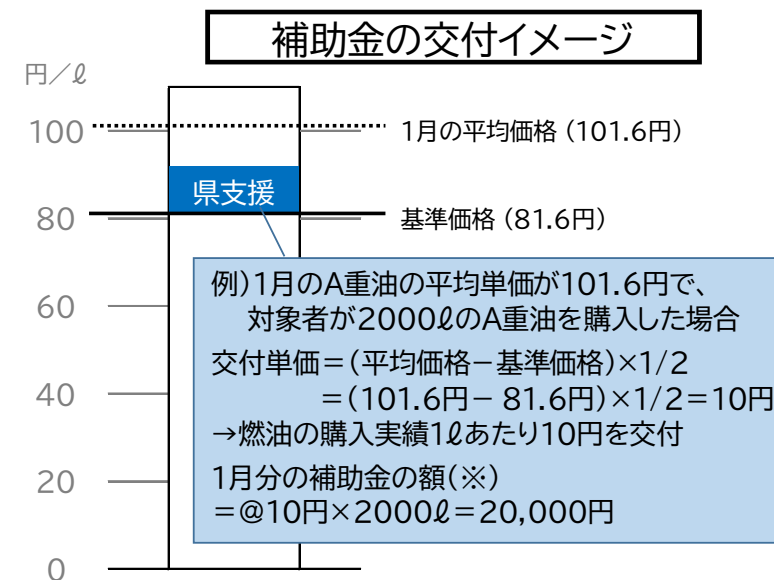 補助金の交付イメージ
円／ℓ
100
1月の平均価格（101.6円）
県支援
80
基準価格（81.6円）
例）1月のA重油の平均単価が101.6円で、
対象者が2000ℓのA重油を購入した場合
60
交付単価＝（平均価格－基準価格）×1/2
＝（101.6円－ 81.6円）×1/2＝10円
40
→燃油の購入実績1ℓあたり10円を交付
1月分の補助金の額（※）
20
＝@10円×2000ℓ＝20,000円
0